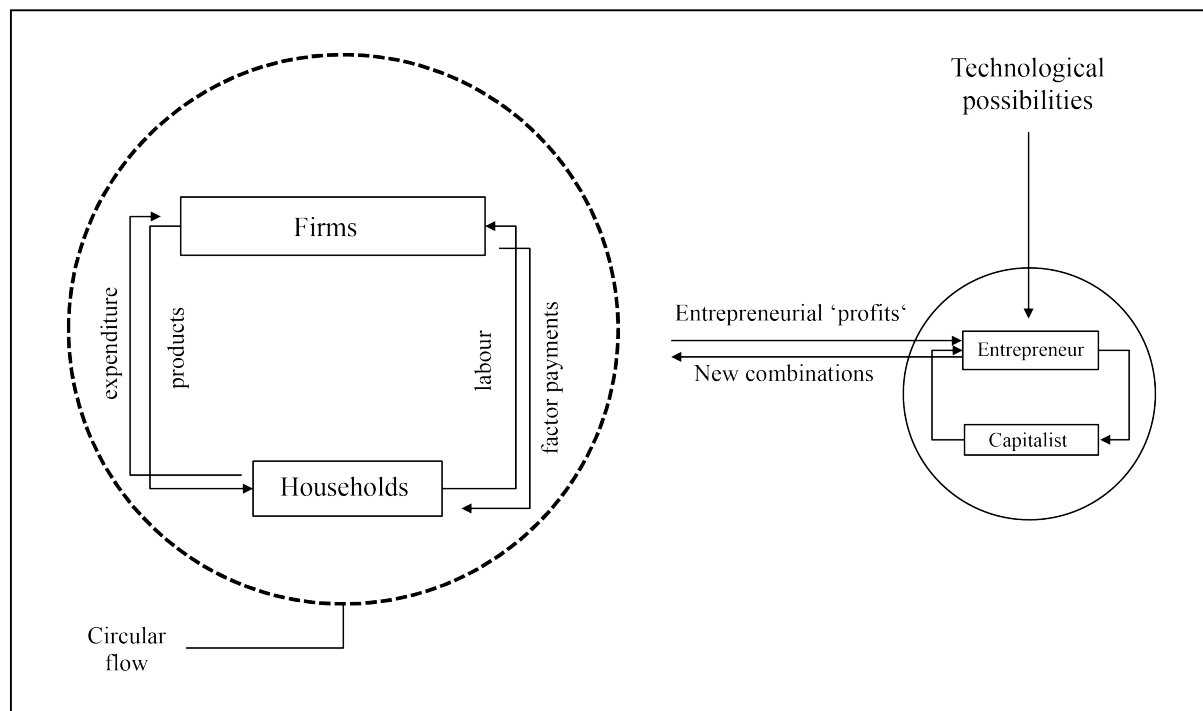 Technological
possibilities
Firms
expenditure
products
labour
factor payments
Entrepreneurial ‘profits‘
New combinations
Entrepreneur
Capitalist
Households
Circular
flow